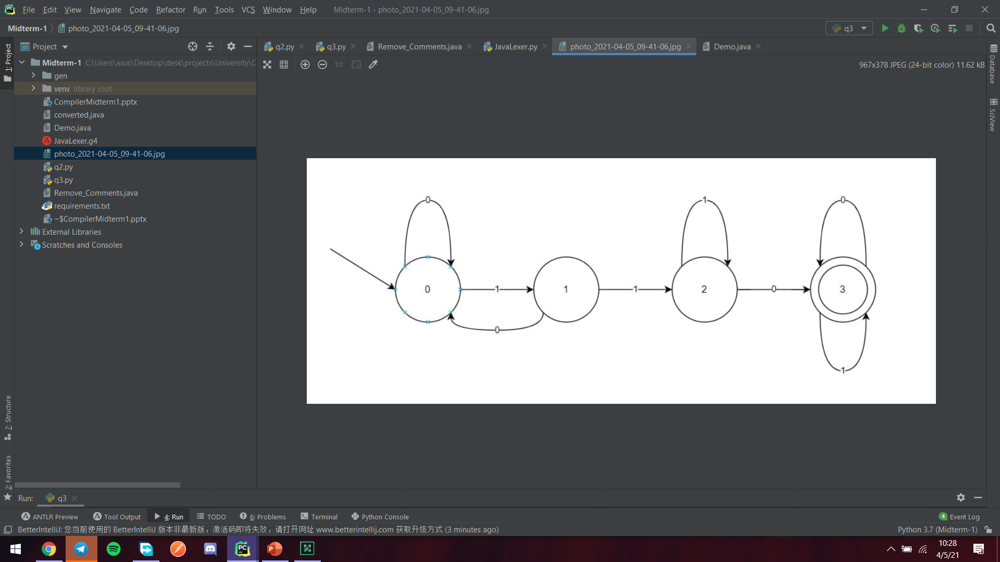 File Edit View Navigate Code Refactor Run Tools VCS Window Help Midterm-1 - photo_2021-04-05_09-41-06.jpg
Midterm-1 photo_2021-04-05_09-41-06.jpg q3
1: Project
Project
q2.py q3.py Remove_Comments.java JavaLexer.py photo_2021-04-05_09-41-06.jpg Demo.java
Midterm-1 C:\Users\asus\Desktop\desk\projects\University\C
1:1 967x378 JPEG (24-bit color) 11.62 kB
gen
venv library root
CompilerMidterm1.pptx
converted.java
Demo.java
JavaLexer.g4
photo_2021-04-05_09-41-06.jpg
q2.py
q3.py
Remove_Comments.java
requirements.txt
~$CompilerMidterm1.pptx
External Libraries
Scratches and Consoles
Database
SciView
0 1 0
0 1 1 1 2 0 3
0
1
7: Structure
2: Favorites
Run: q3
ANTLR Preview Tool Output 4: Run TODO 6: Problems Terminal Python Console 4 Event Log
BetterIntelliJ: 您当前使用的 BetterIntelliJ 版本非最新版，激活码即将失效，请打开网址 www.betterintellij.com 获取升级方式 (3 minutes ago) Python 3.7 (Midterm-1)
10:28
4/5/21